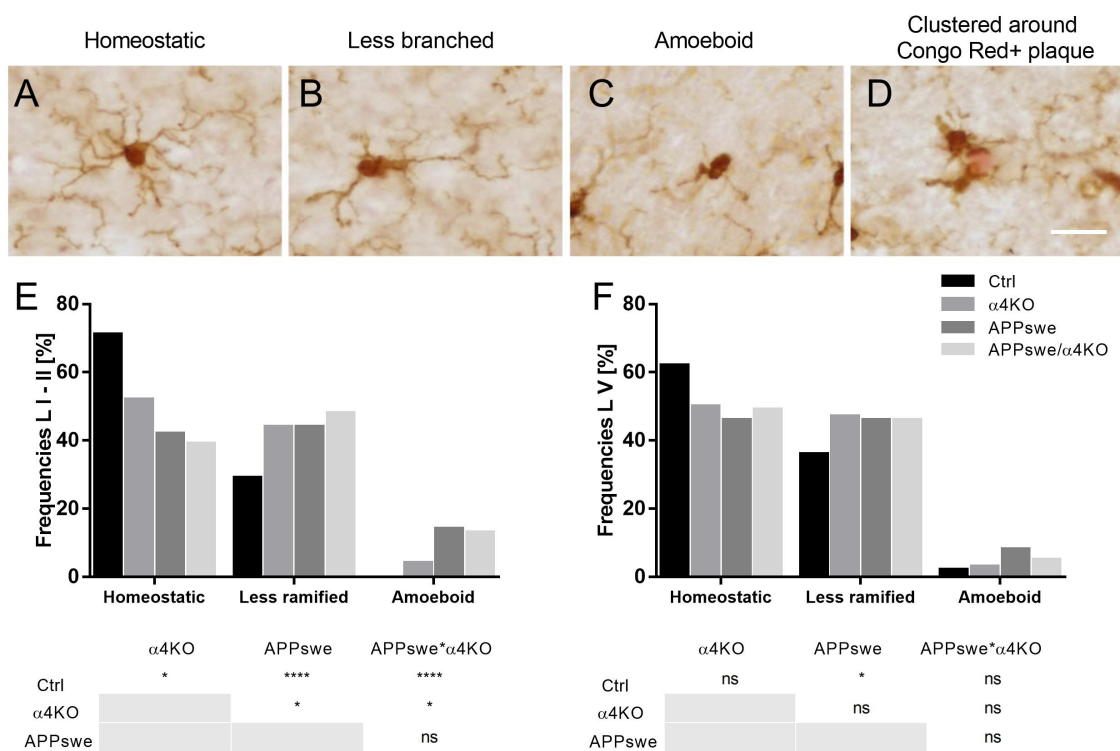 Homeostatic
Less branched
Amoeboid
Clustered around
Congo Red+ plaque
A
B
C
D
E
80
60
40
20
0
Frequencies L I - II [%]
Homeostatic
Less ramified
Amoeboid
F
80
60
40
20
0
Frequencies L V [%]
Homeostatic
Less ramified
Amoeboid
Ctrl
α4KO
APPswe
APPswe/α4KO
α4KO APPswe APPswe*α4KO
Ctrl * **** ****
α4KO * *
APPswe ns
α4KO APPswe APPswe*α4KO
Ctrl ns * ns
α4KO ns ns
APPswe ns